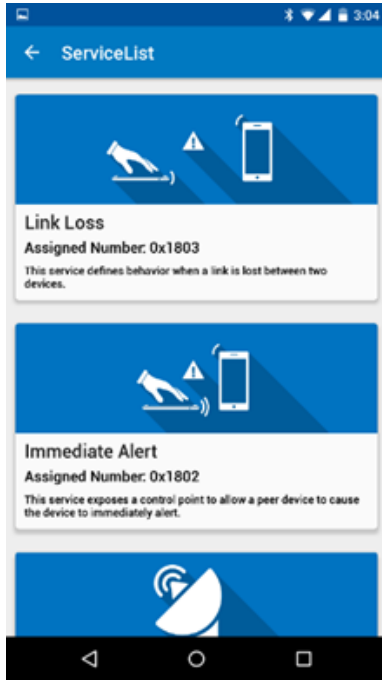 3:04
ServiceList
Link Loss
Assigned Number: 0x1803
This service defines behavior when a link is lost between two
devices.
Immediate Alert
Assigned Number: 0x1802
This service exposes a control point to allow a peer device to cause
the device to immediately alert.